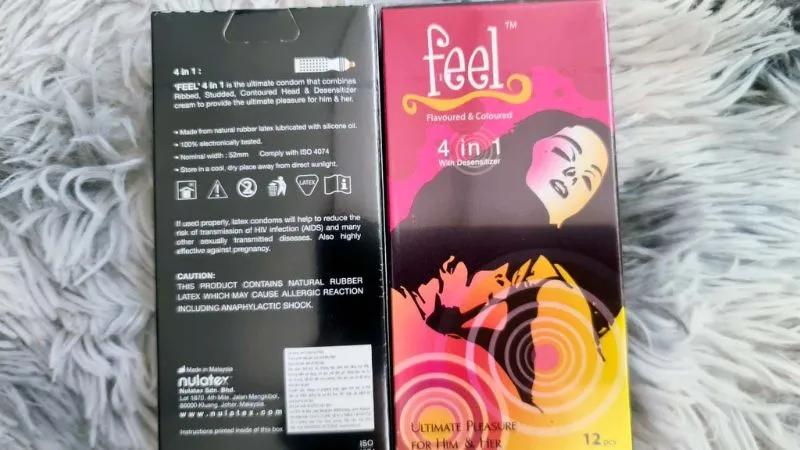 4 in 1 :
'FEEL' 4 in 1 is the ultimate condom that combines
Ribbed, Studded, Contoured Head & Desensitizer
cream to provide the ultimate pleasure for him & her.
Made from natural rubber latex lubricated with silicone oil.
100% electronically tested.
Nominal width : 52mm Comply with ISO 4074
Store in a cool, dry place away from direct sunlight.
LATEX
If used properly, latex condoms will help to reduce the
risk of transmission of HIV infection (AIDS) and many
other sexually transmitted diseases. Also highly
effective against pregnancy.
CAUTION:
THIS PRODUCT CONTAINS NATURAL RUBBER
LATEX WHICH MAY CAUSE ALLERGIC REACTION
INCLUDING ANAPHYLACTIC SHOCK.
Made in Malaysia
nulatex
Nulatex Sdn. Bhd.
Lot 1670, 4th Mile, Jalan Mengkibol,
86000 Kluang, Johor, Malaysia.
www.nulatex.com
Instructions printed inside of this box.
ISO
feel™
Flavoured & Coloured
4 in 1
With Desensitizer
ULTIMATE PLEASURE
FOR HIM & HER
12 pcs